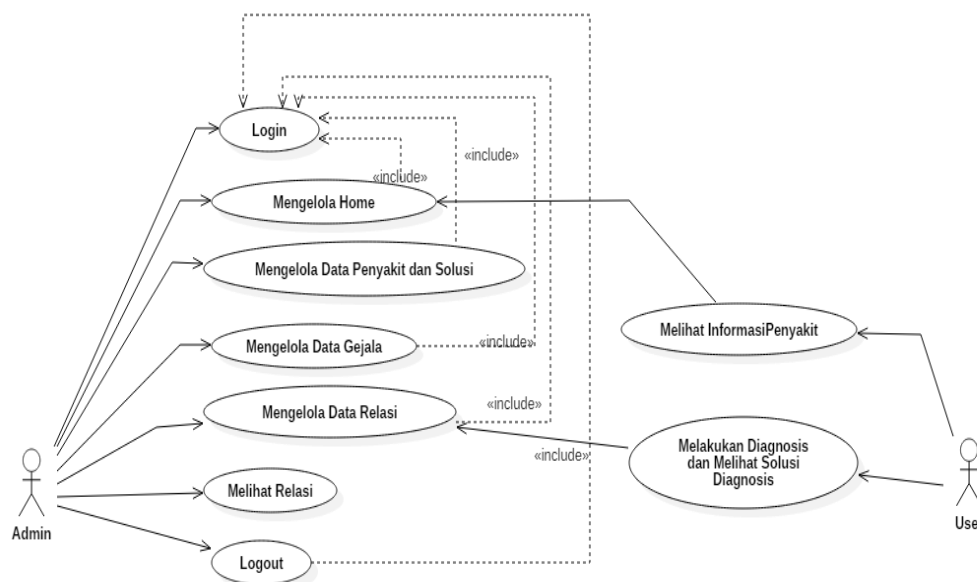 Login
«include»
«include»
Mengelola Home
Mengelola Data Penyakit dan Solusi
Melihat InformasiPenyakit
Mengelola Data Gejala
«include»
Mengelola Data Relasi
«include»
Melakukan Diagnosis
dan Melihat Solusi
Diagnosis
«include»
Melihat Relasi
Admin
Use
Logout